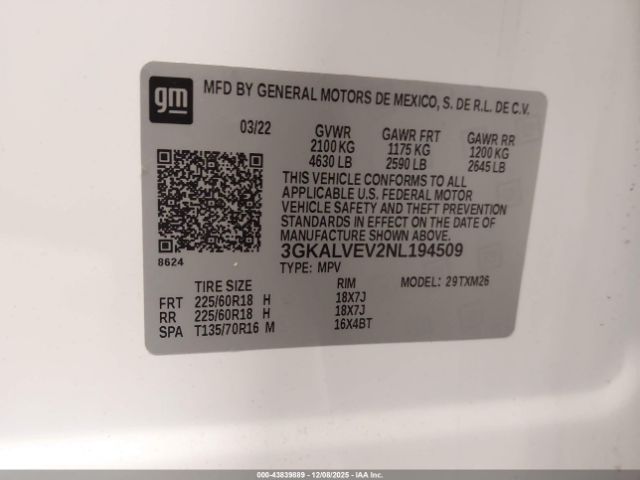 gm
MFD BY GENERAL MOTORS DE MEXICO, S. DE R.L. DE C.V.
03/22 GVWR GAWR FRT GAWR RR
2100 KG 1175 KG 1200 KG
4630 LB 2590 LB 2645 LB
THIS VEHICLE CONFORMS TO ALL
APPLICABLE U.S. FEDERAL MOTOR
VEHICLE SAFETY AND THEFT PREVENTION
STANDARDS IN EFFECT ON THE DATE OF
MANUFACTURE SHOWN ABOVE.
8624
3GKALVEV2NL194509
TYPE: MPV MODEL: 29TXM26
TIRE SIZE RIM
FRT 225/60R18 H 18X7J
RR 225/60R18 H 18X7J
SPA T135/70R16 M 16X4BT
000-43839889 - 12/08/2025 - IAA Inc.